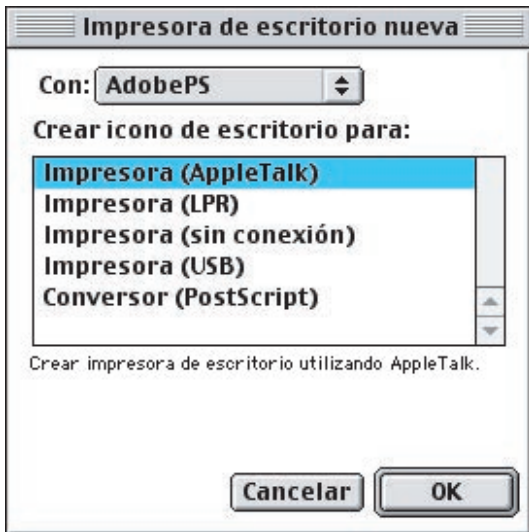 Impresora de escritorio nueva
Con: AdobePS
Crear icono de escritorio para:
Impresora (AppleTalk)
Impresora (LPR)
Impresora (sin conexión)
Impresora (USB)
Conversor (PostScript)
Crear impresora de escritorio utilizando AppleTalk.
Cancelar OK